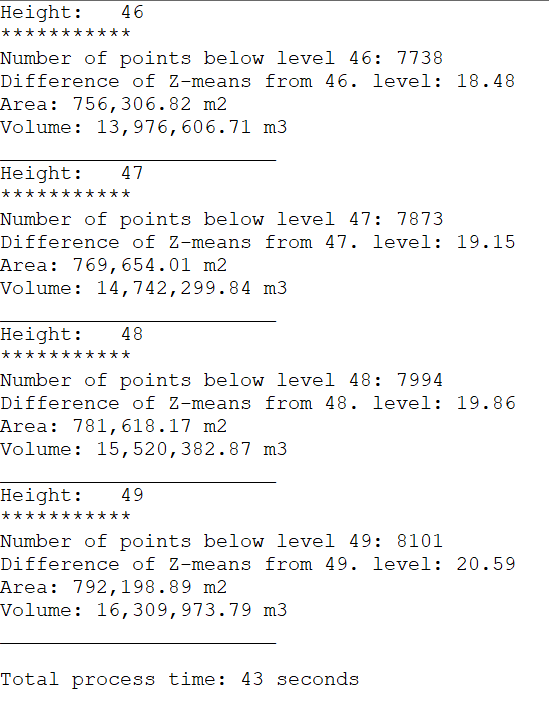 Height:   46
***********
Number of points below level 46: 7738
Difference of Z-means from 46. level: 18.48
Area: 756,306.82 m2
Volume: 13,976,606.71 m3
_______________________
Height:   47
***********
Number of points below level 47: 7873
Difference of Z-means from 47. level: 19.15
Area: 769,654.01 m2
Volume: 14,742,299.84 m3
_______________________
Height:   48
***********
Number of points below level 48: 7994
Difference of Z-means from 48. level: 19.86
Area: 781,618.17 m2
Volume: 15,520,382.87 m3
_______________________
Height:   49
***********
Number of points below level 49: 8101
Difference of Z-means from 49. level: 20.59
Area: 792,198.89 m2
Volume: 16,309,973.79 m3
_______________________
Total process time: 43 seconds